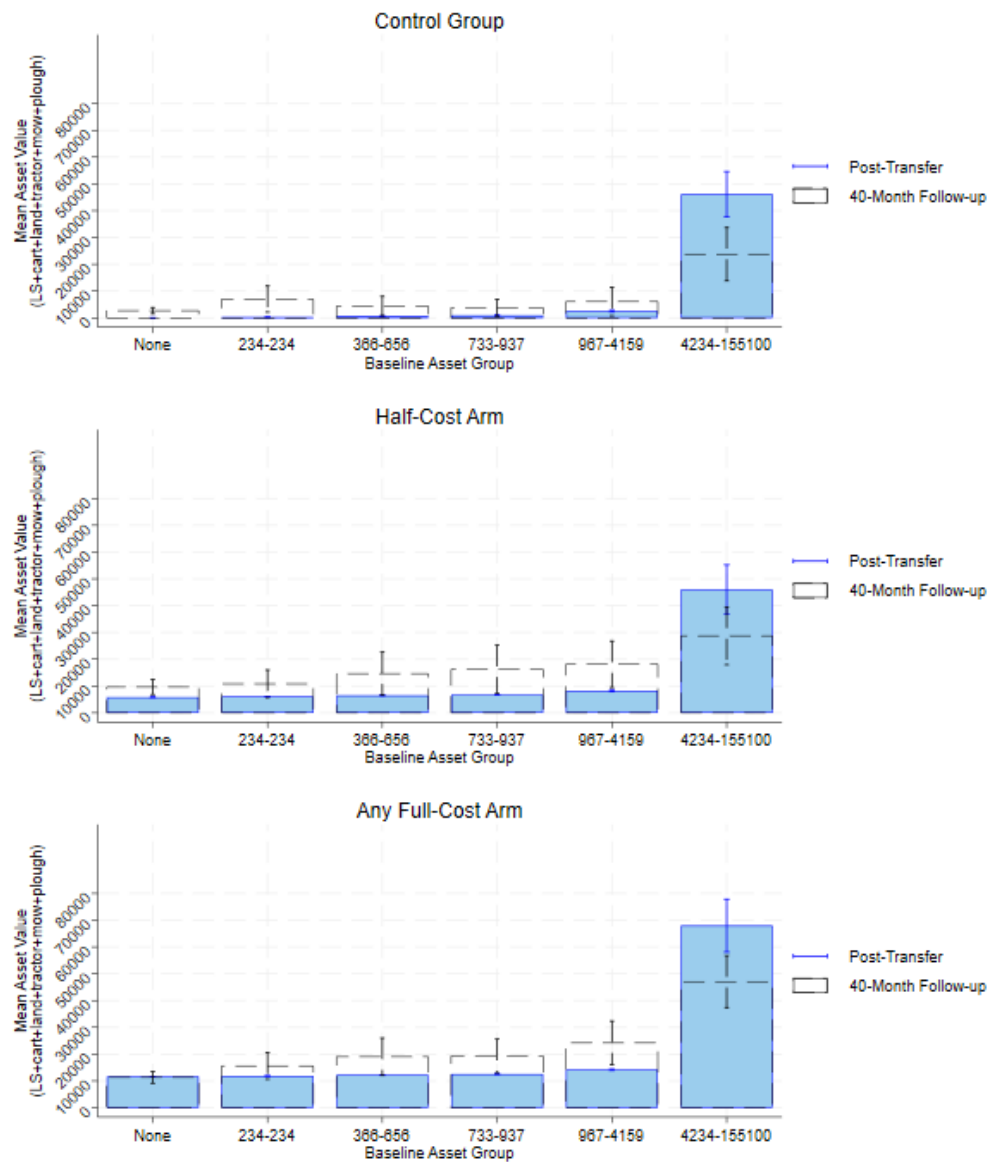 Control Group
Mean Asset Value
(LS+cart+land+tractor+mow+plough)
80000
70000
60000
50000
40000
30000
20000
10000
0
None 234-234 366-656 733-937 967-4159 4234-155100
Baseline Asset Group
Post-Transfer
40-Month Follow-up
Half-Cost Arm
Mean Asset Value
(LS+cart+land+tractor+mow+plough)
80000
70000
60000
50000
40000
30000
20000
10000
0
None 234-234 366-656 733-937 967-4159 4234-155100
Baseline Asset Group
Post-Transfer
40-Month Follow-up
Any Full-Cost Arm
Mean Asset Value
(LS+cart+land+tractor+mow+plough)
80000
70000
60000
50000
40000
30000
20000
10000
0
None 234-234 366-656 733-937 967-4159 4234-155100
Baseline Asset Group
Post-Transfer
40-Month Follow-up